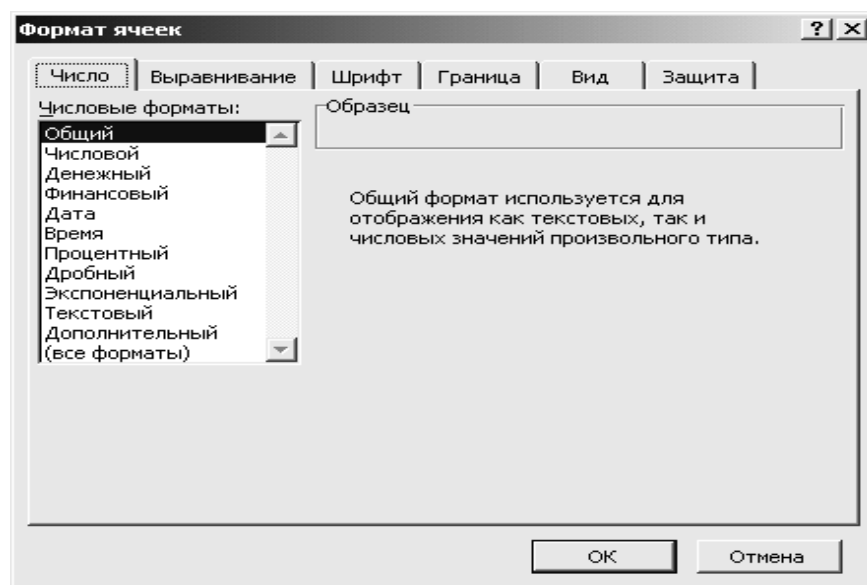 Формат ячеек
Число Выравнивание Шрифт Граница Вид Защита
Числовые форматы:
Образец
Общий
Числовой
Денежный
Финансовый
Дата
Время
Процентный
Дробный
Экспоненциальный
Текстовый
Дополнительный
(все форматы)
Общий формат используется для
отображения как текстовых, так и
числовых значений произвольного типа.
ОК
Отмена